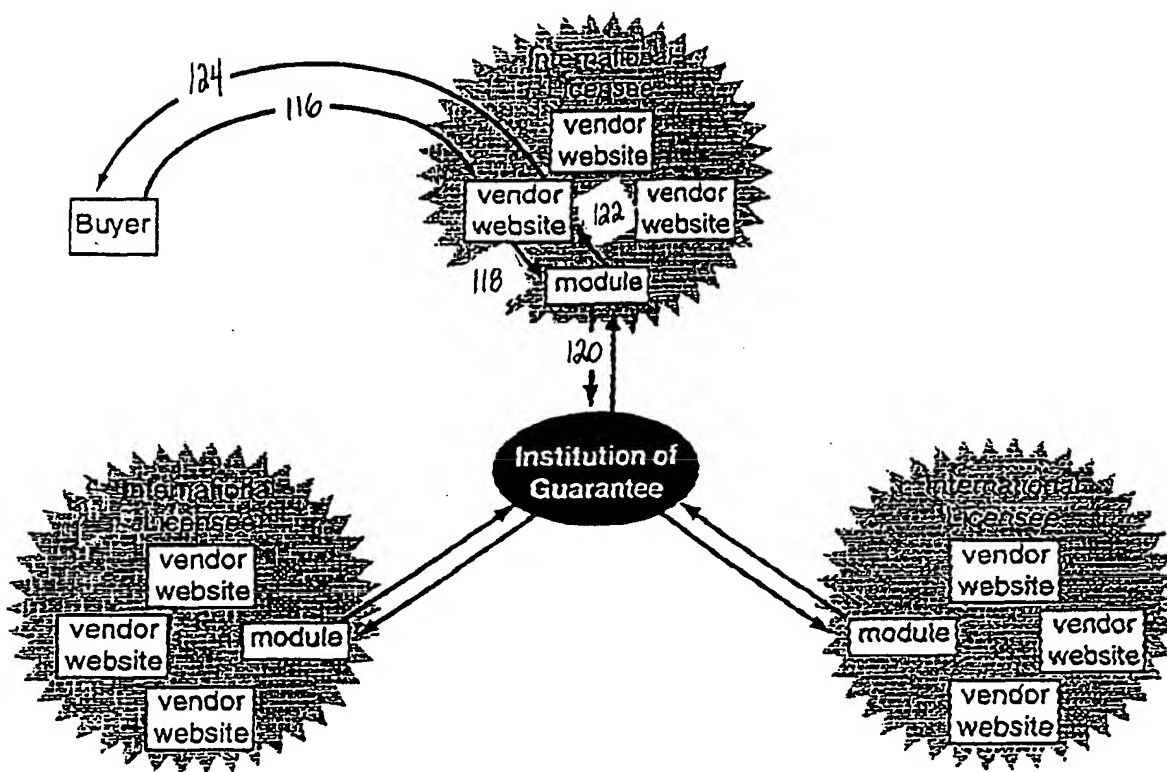 124
116
International
Licensee
vendor
website
vendor
website
122
vendor
website
Buyer
118
module
120
Institution of
Guarantee
International
Licensee
vendor
website
vendor
website
module
vendor
website
International
Licensee
vendor
website
module
vendor
website
vendor
website